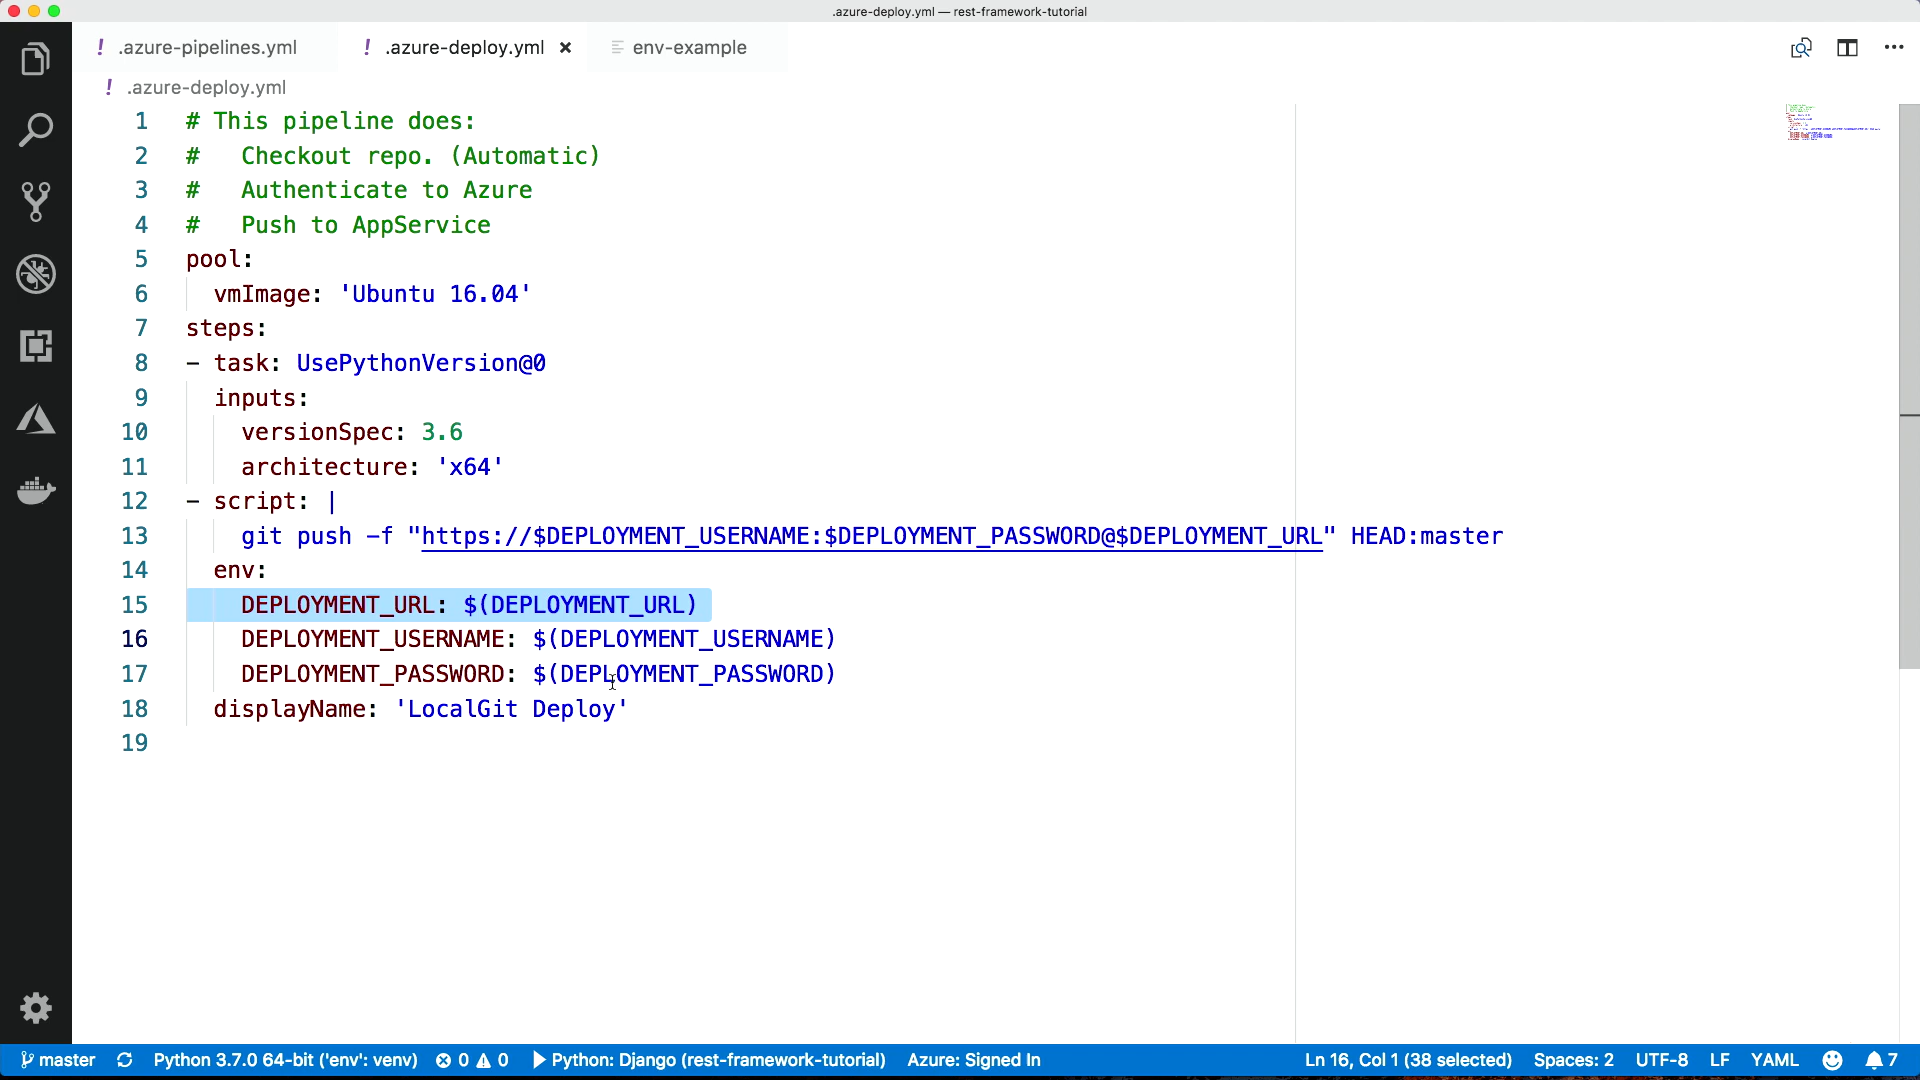 .azure-deploy.yml — rest-framework-tutorial
! .azure-pipelines.yml ! .azure-deploy.yml × env-example
! .azure-deploy.yml
1 # This pipeline does:
2 #   Checkout repo. (Automatic)
3 #   Authenticate to Azure
4 #   Push to AppService
5 pool:
6   vmImage: 'Ubuntu 16.04'
7 steps:
8 - task: UsePythonVersion@0
9   inputs:
10     versionSpec: 3.6
11     architecture: 'x64'
12 - script: |
13     git push -f "https://$DEPLOYMENT_USERNAME:$DEPLOYMENT_PASSWORD@$DEPLOYMENT_URL" HEAD:master
14   env:
15     DEPLOYMENT_URL: $(DEPLOYMENT_URL)
16     DEPLOYMENT_USERNAME: $(DEPLOYMENT_USERNAME)
17     DEPLOYMENT_PASSWORD: $(DEPLOYMENT_PASSWORD)
18   displayName: 'LocalGit Deploy'
19
master Python 3.7.0 64-bit ('env': venv) 0 0 Python: Django (rest-framework-tutorial) Azure: Signed In Ln 16, Col 1 (38 selected) Spaces: 2 UTF-8 LF YAML 7